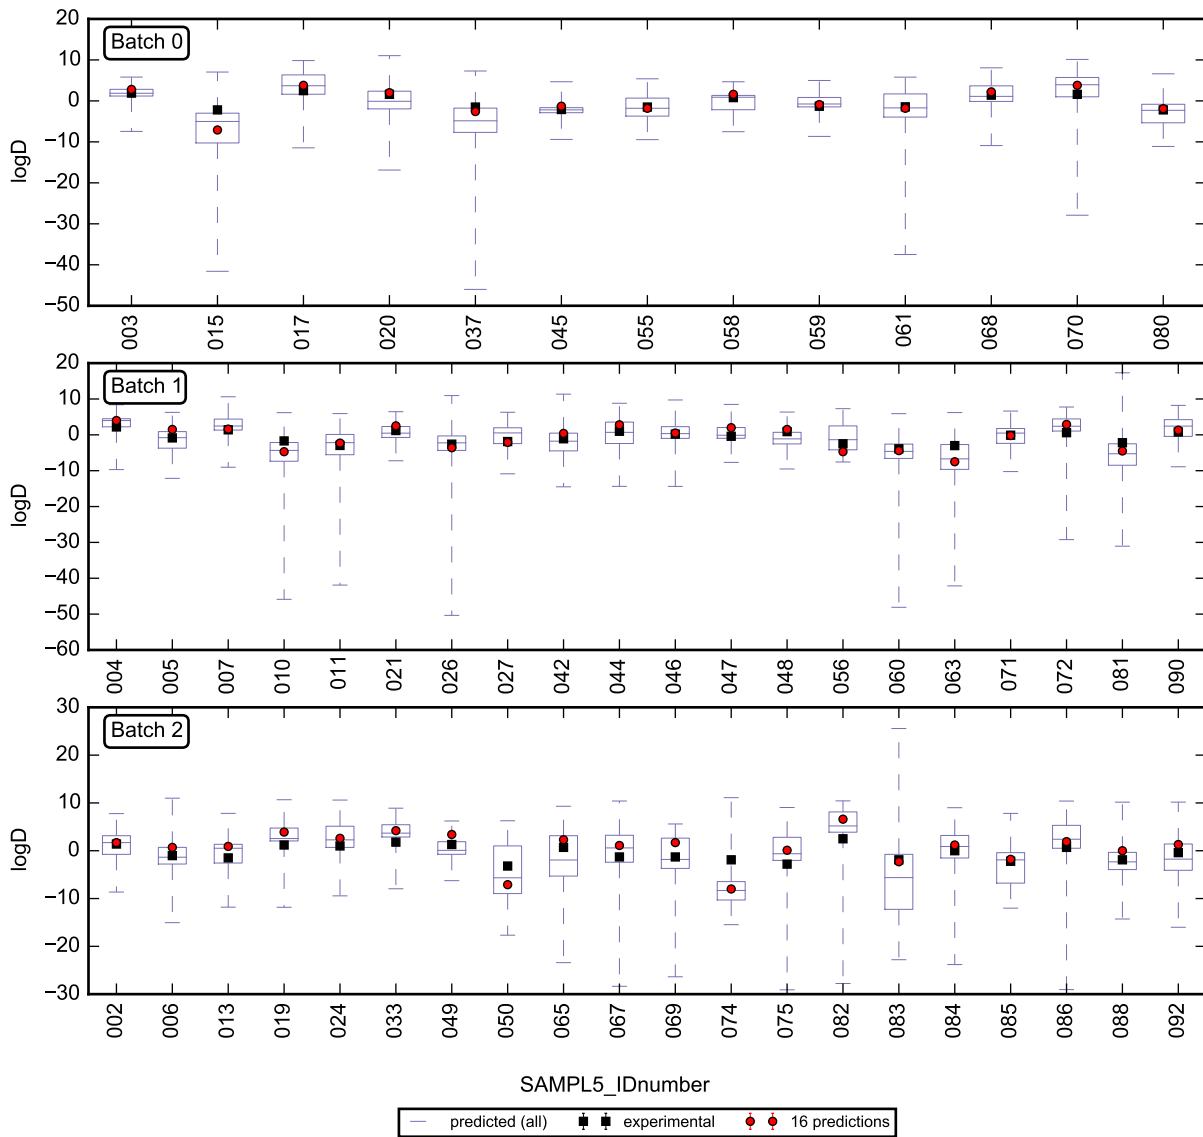 Batch 0
logD
20
10
0
−10
−20
−30
−40
−50
003 015 017 020 037 045 055 058 059 061 068 070 080
Batch 1
logD
20
10
0
−10
−20
−30
−40
−50
−60
004 005 007 010 011 021 026 027 042 044 046 047 048 056 060 063 071 072 081 090
Batch 2
logD
30
20
10
0
−10
−20
−30
002 006 013 019 024 033 049 050 065 067 069 074 075 082 083 084 085 086 088 092
SAMPL5_IDnumber
predicted (all) experimental 16 predictions